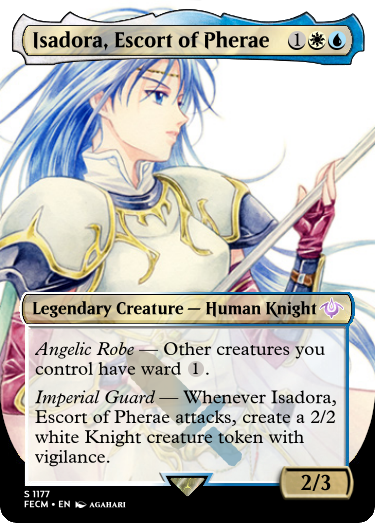 Isadora, Escort of Pherae 1
Legendary Creature — Human Knight
Angelic Robe — Other creatures you
control have ward 1.
Imperial Guard — Whenever Isadora,
Escort of Pherae attacks, create a 2/2
white Knight creature token with
vigilance.
2/3
S 1177
FECM • EN AGAHARI